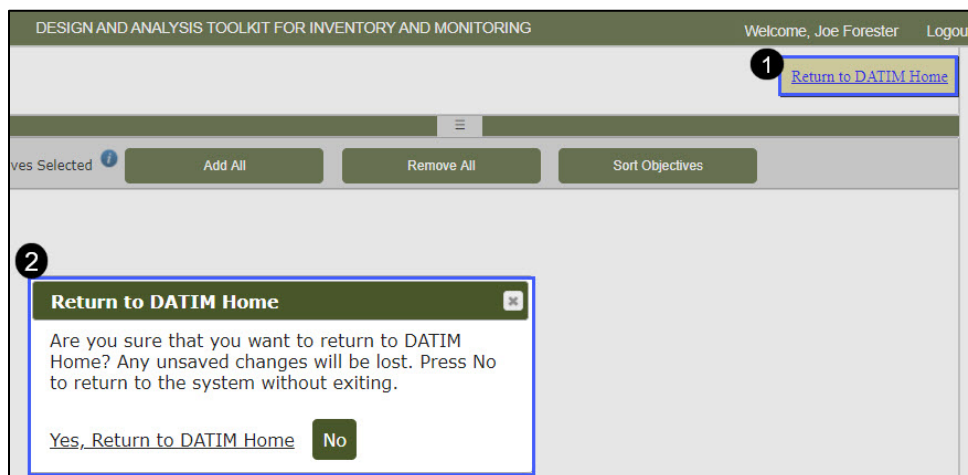 DESIGN AND ANALYSIS TOOLKIT FOR INVENTORY AND MONITORING
Welcome, Joe Forester
Logou
1
Return to DATIM Home
ves Selected
i
Add All
Remove All
Sort Objectives
2
Return to DATIM Home
Are you sure that you want to return to DATIM
Home? Any unsaved changes will be lost. Press No
to return to the system without exiting.
Yes, Return to DATIM Home
No